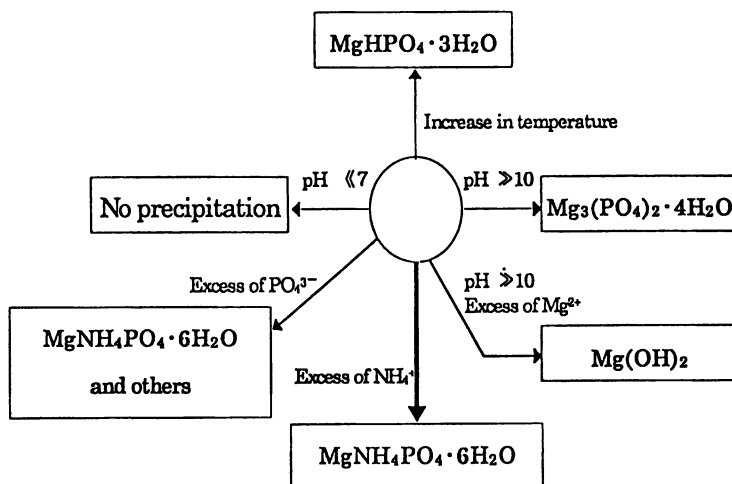 MgHPO₄·3H₂O
Increase in temperature
pH ≪7
pH ≫10
No precipitation
Mg₃(PO₄)₂·4H₂O
Excess of PO₄³⁻
pH ≫10
Excess of Mg²⁺
MgNH₄PO₄·6H₂O
and others
Excess of NH₄⁺
Mg(OH)₂
MgNH₄PO₄·6H₂O